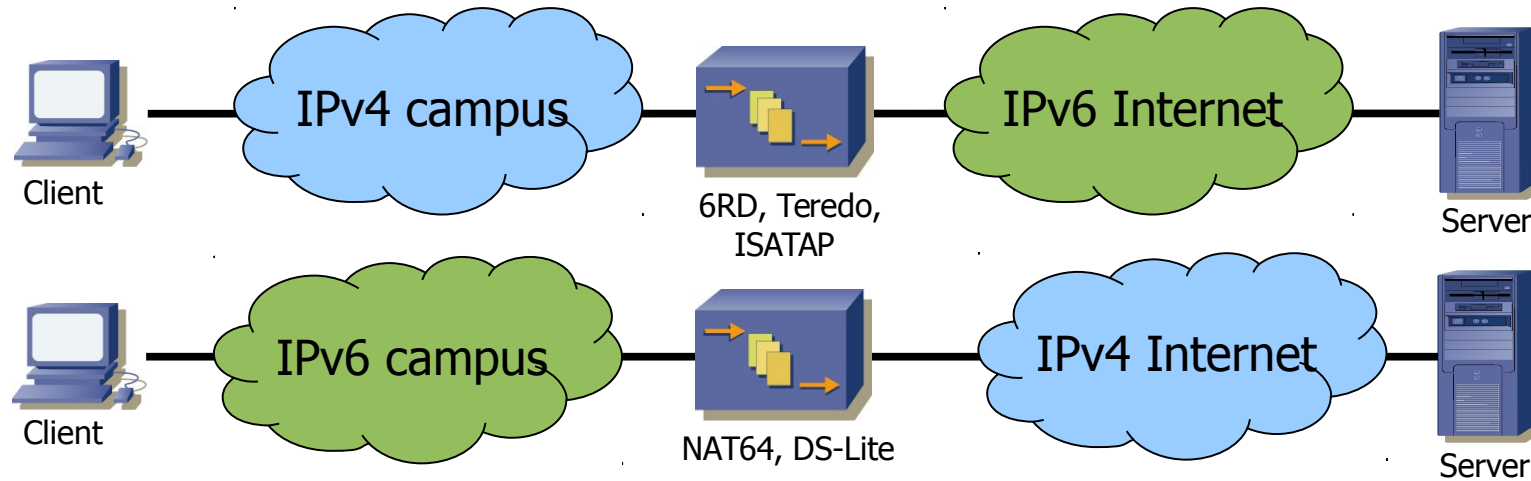 IPv4 campus
IPv6 Internet
Client
6RD, Teredo,
ISATAP
Server
IPv6 campus
IPv4 Internet
Client
NAT64, DS-Lite
Server